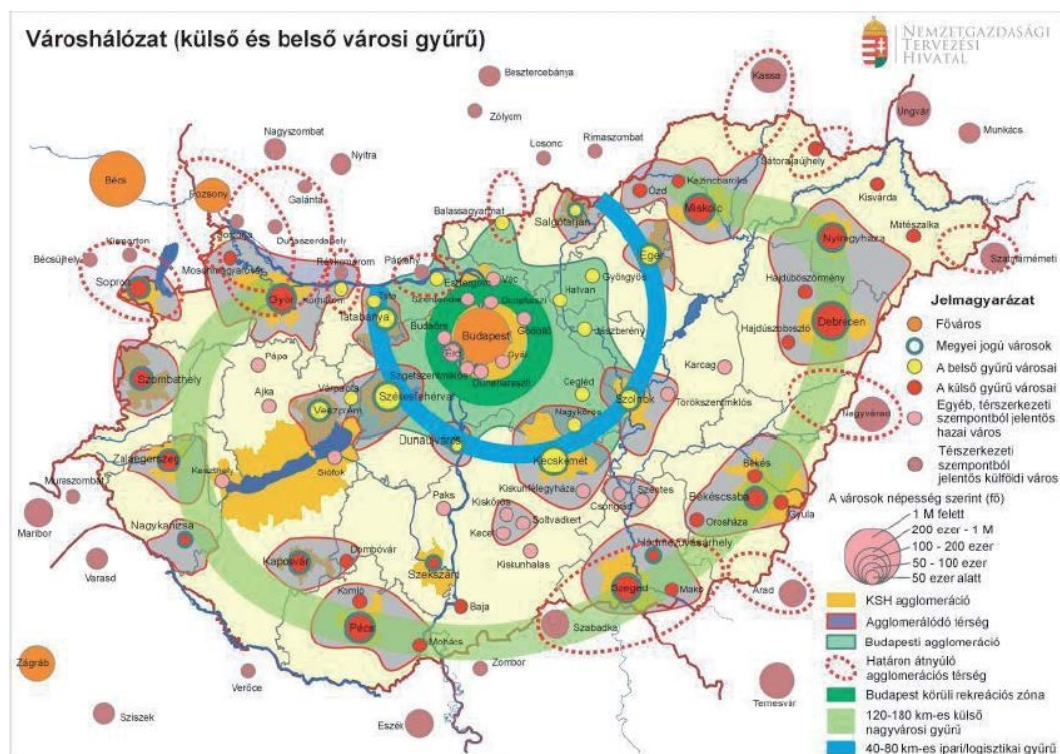 Városhálózat (külső és belső városi gyűrű)
NEMZETGAZDASÁGI
TERVEZÉSI
HIVATAL
Besztercebánya
Kassa
Ungvár
Zólyom
Munkács
Nagyszombat
Nyitra
Losonc
Rimaszombat
Bécs
Pozsony
Galánta
Sátoraljaújhely
Kazincbarcika
Ózd
Kisvárda
Balassagyarmat
Salgótarján
Miskolc
Mátészalka
Kismarton
Dunaszerdahely
Bécsújhely
Mosonmagyaróvár
Révkomárom
Párkány
Eger
Nyíregyháza
Szatmárnémeti
Sopron
Győr
Komárom
Tata
Esztergom
Vác
Gyöngyös
Hatvan
Hajdúböszörmény
Tatabánya
Szentendre
Dunakeszi
Gödöllő
Budaörs
Budapest
Jászberény
Hajdúszoboszló
Debrecen
Pápa
Érd
Gyál
Karcag
Szombathely
Ajka
Várpalota
Szigetszentmiklós
Dunaharaszti
Cegléd
Székesfehérvár
Törökszentmiklós
Nagyvárad
Veszprém
Nagykőrös
Szolnok
Dunaújváros
Zalaegerszeg
Keszthely
Siófok
Kecskemét
Békés
Muraszombat
Paks
Kiskunfélegyháza
Szentes
Békéscsaba
Kiskőrös
Csongrád
Gyula
Maribor
Nagykanizsa
Soltvadkert
Orosháza
Kecel
Varasd
Kaposvár
Dombóvár
Szekszárd
Kiskunhalas
Hódmezővásárhely
Komló
Baja
Szeged
Makó
Arad
Pécs
Szabadka
Mohács
Zágráb
Zombor
Verőce
Temesvár
Sziszek
Eszék
Jelmagyarázat
Főváros
Megyei jogú városok
A belső gyűrű városai
A külső gyűrű városai
Egyéb, térszerkezeti
szempontból jelentős
hazai város
Térszerkezeti
szempontból
jelentős külföldi város
A városok népesség szerint (fő)
1 M felett
200 ezer - 1 M
100 - 200 ezer
50 - 100 ezer
50 ezer alatt
KSH agglomeráció
Agglomerálódó térség
Budapesti agglomeráció
Határon átnyúló
agglomerációs térség
Budapest körüli rekreációs zóna
120-180 km-es külső
nagyvárosi gyűrű
40-80 km-es ipari/logisztikai gyűrű